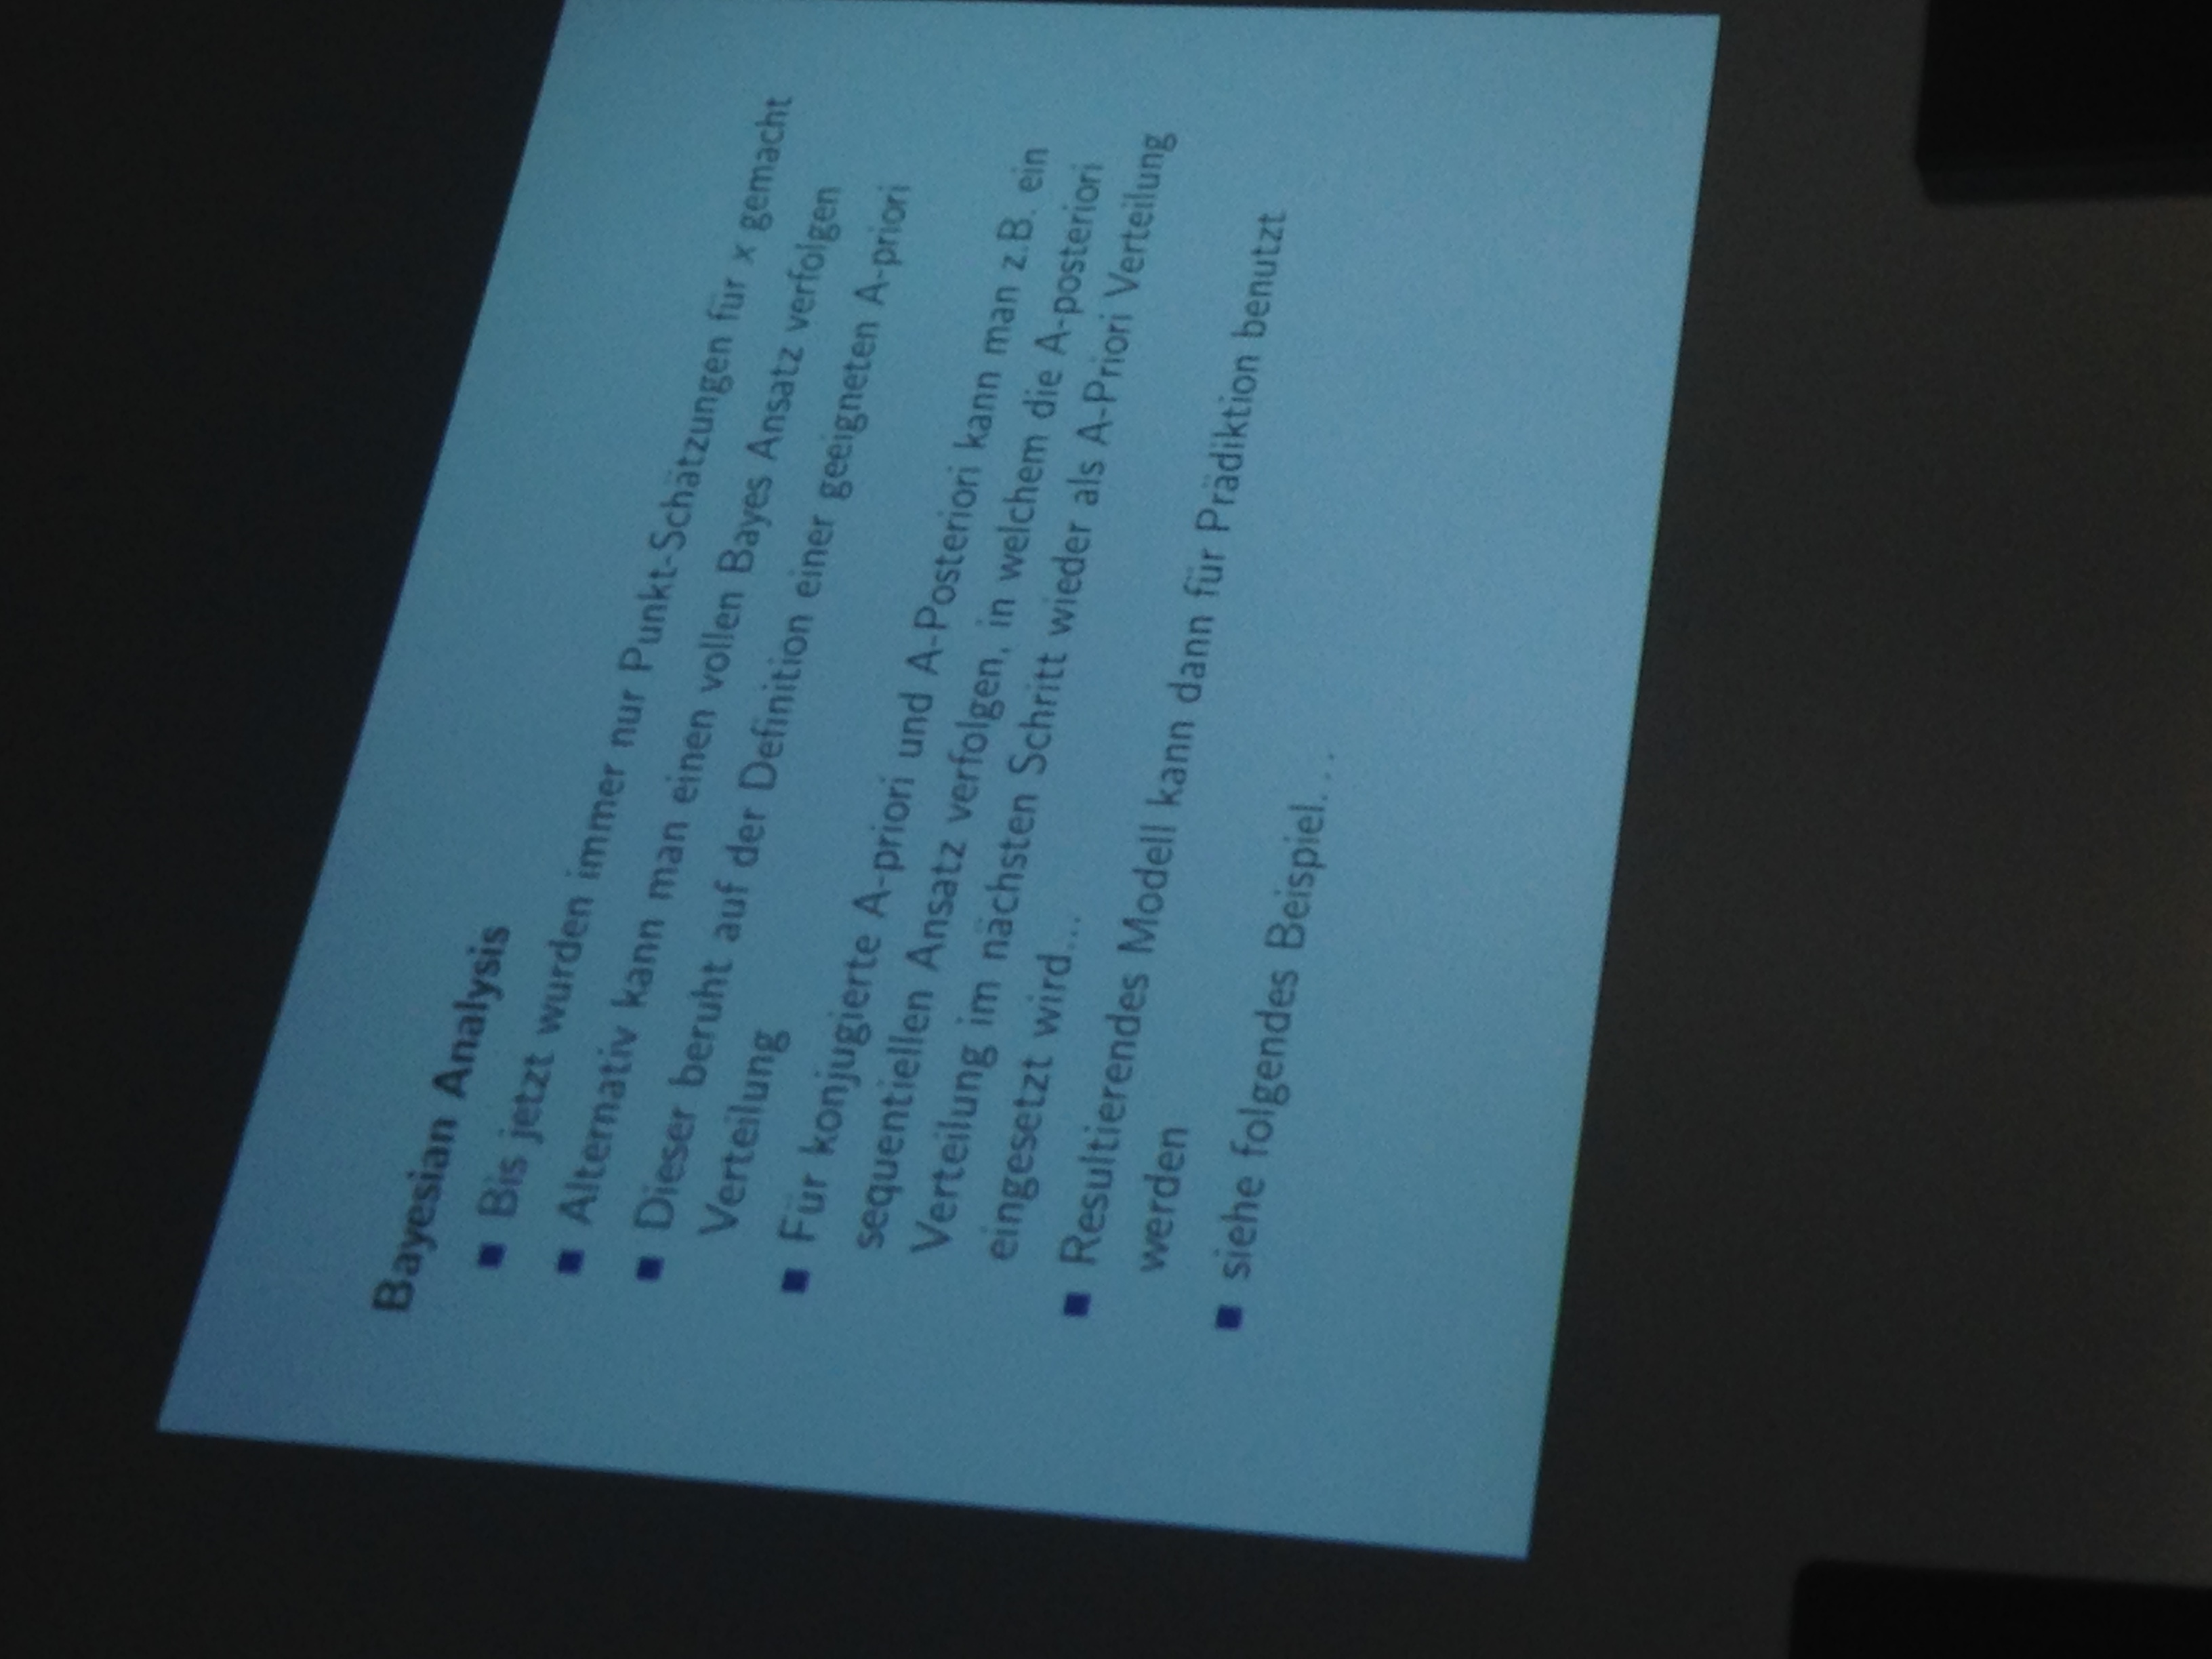 Bayesian Analysis
■ Bis jetzt wurden immer nur Punkt-Schätzungen für x gemacht
■ Alternativ kann man einen vollen Bayes Ansatz verfolgen
■ Dieser beruht auf der Definition einer geeigneten A-priori
Verteilung
■ Für konjugierte A-priori und A-Posteriori kann man z.B. ein
sequentiellen Ansatz verfolgen, in welchem die A-posteriori
Verteilung im nächsten Schritt wieder als A-Priori Verteilung
eingesetzt wird...
■ Resultierendes Modell kann dann für Prädiktion benutzt
werden
■ siehe folgendes Beispiel...